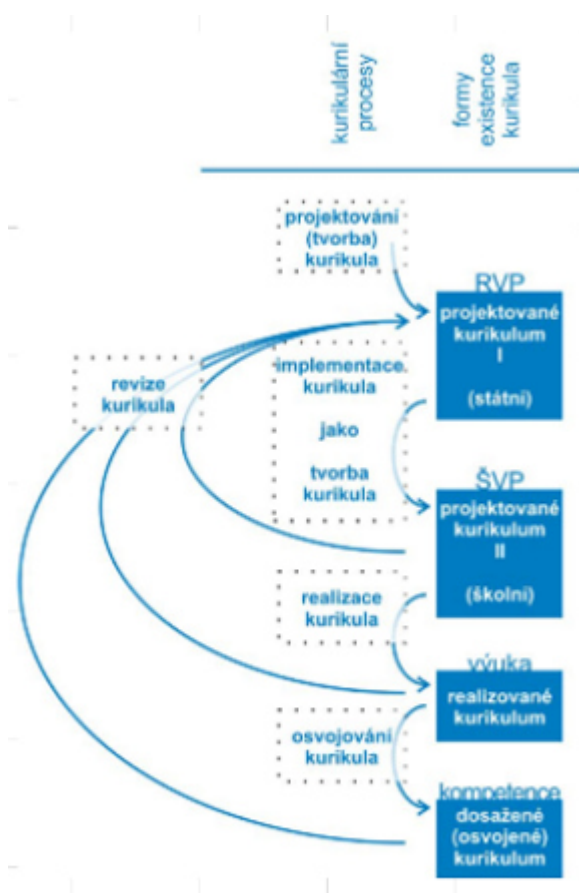 kurikulární
procesy
formy
existence
kurikula
projektování
(tvorba)
kurikula
RVP
projektované
kurikulum
I
(státní)
implementace
kurikula
jako
tvorba
kurikula
revize
kurikula
ŠVP
projektované
kurikulum
II
(školní)
realizace
kurikula
výuka
realizované
kurikulum
osvojování
kurikula
kompetence
dosažené
(osvojené)
kurikulum